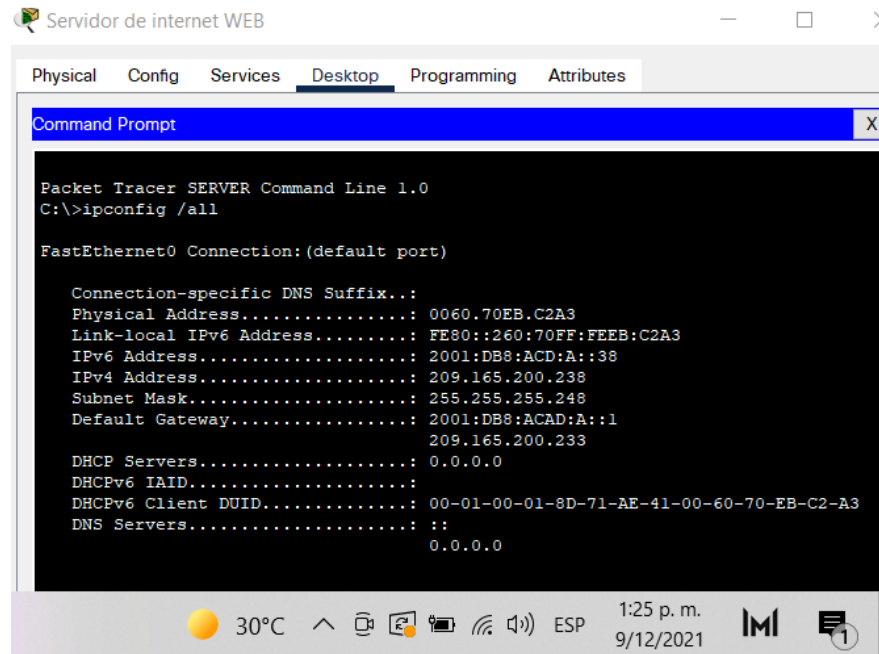 Servidor de internet WEB
Physical Config Services Desktop Programming Attributes
Command Prompt X
Packet Tracer SERVER Command Line 1.0
C:\>ipconfig /all
FastEthernet0 Connection:(default port)
Connection-specific DNS Suffix..:
Physical Address................: 0060.70EB.C2A3
Link-local IPv6 Address.........: FE80::260:70FF:FEEB:C2A3
IPv6 Address....................: 2001:DB8:ACD:A::38
IPv4 Address....................: 209.165.200.238
Subnet Mask.....................: 255.255.255.248
Default Gateway.................: 2001:DB8:ACAD:A::1
209.165.200.233
DHCP Servers....................: 0.0.0.0
DHCPv6 IAID.....................:
DHCPv6 Client DUID..............: 00-01-00-01-8D-71-AE-41-00-60-70-EB-C2-A3
DNS Servers.....................: ::
0.0.0.0
30°C ESP 1:25 p. m.
9/12/2021
1